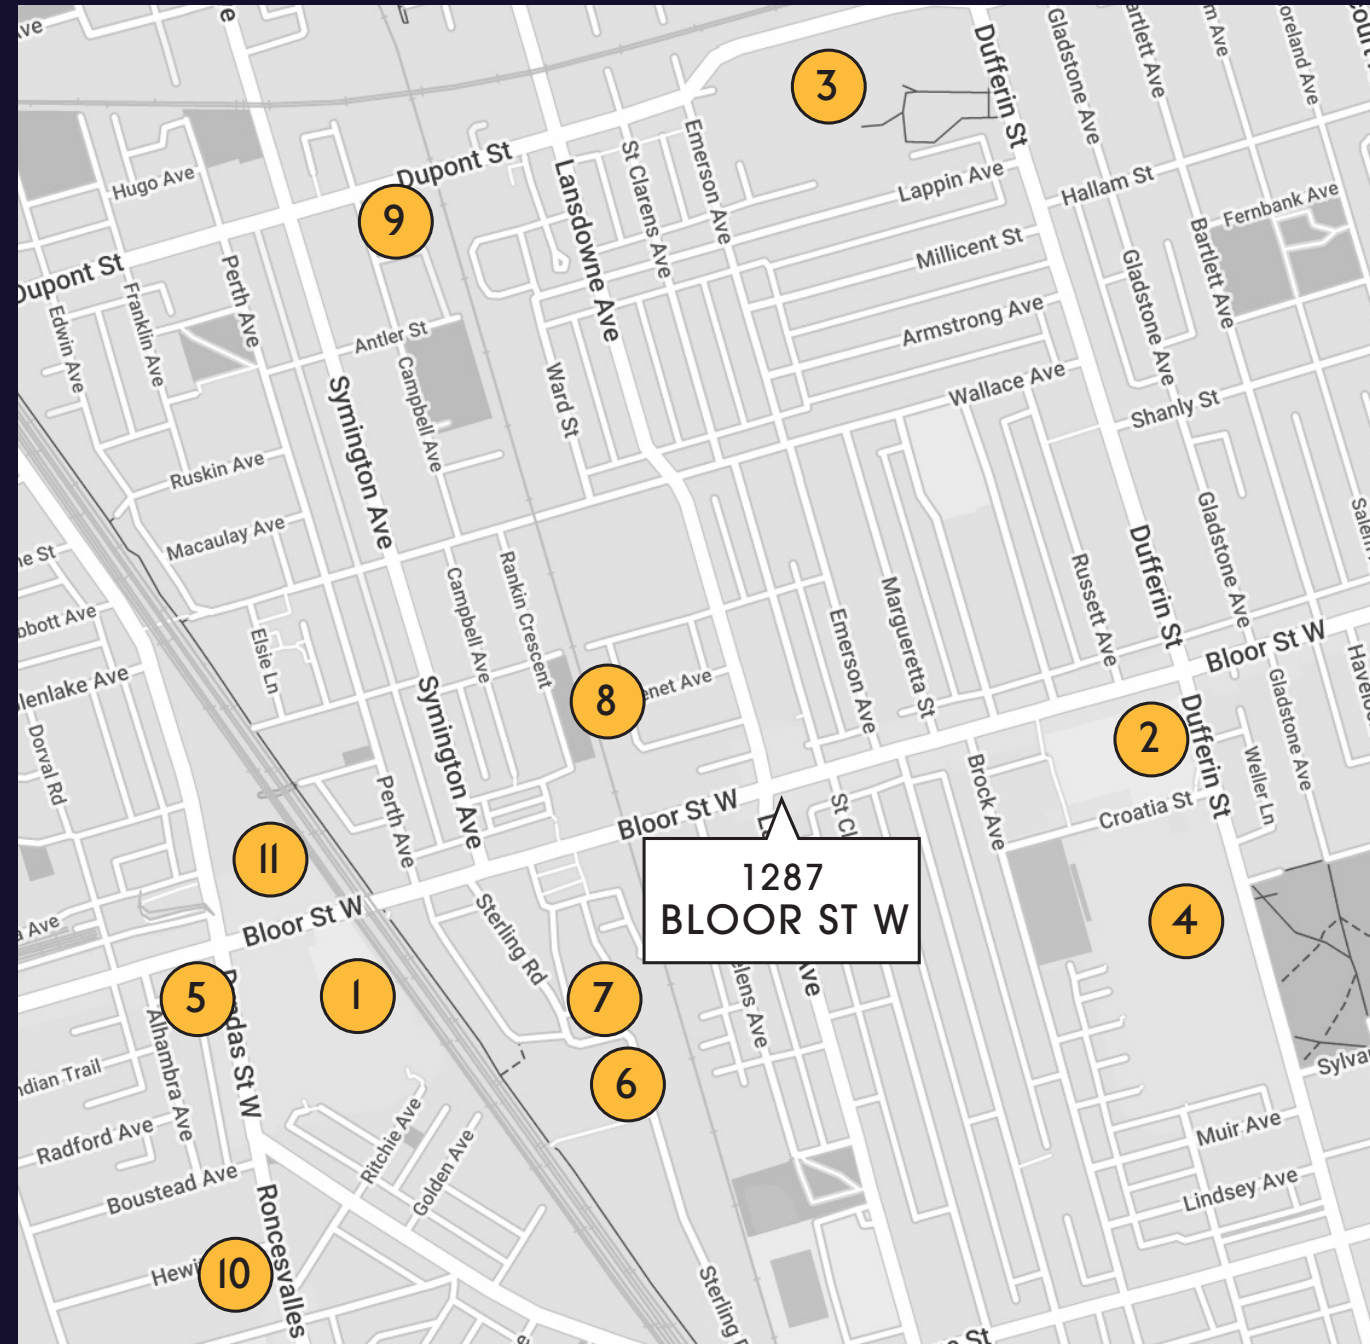 Dufferin St
Gladstone Ave
3
Dupont St
Emerson Ave
St Clarens Ave
Lansdowne Ave
Lappin Ave
Hallam St
Hugo Ave
Fernbank Ave
9
Bartlett Ave
Millicent St
Dupont St
Perth Ave
Gladstone Ave
Franklin Ave
Edwin Ave
Armstrong Ave
Antler St
Campbell Ave
Ward St
Wallace Ave
Symington Ave
Shanly St
Ruskin Ave
Macaulay Ave
Gladstone Ave
Dufferin St
Rankin Crescent
Russett Ave
Campbell Ave
Margueretta St
Emerson Ave
Elsie Ln
Bloor St W
8
Symington Ave
Gladstone Ave
Dorval Rd
2
Dufferin St
Weller Ln
Brock Ave
Perth Ave
Croatia St
Bloor St W
1287
BLOOR ST W
11
Bloor St W
Sterling Rd
4
5
1
7
Alhambra Ave
Dundas St W
6
Radford Ave
Ritchie Ave
Golden Ave
Muir Ave
Boustead Ave
Lindsey Ave
Roncesvalles
10
Sterling